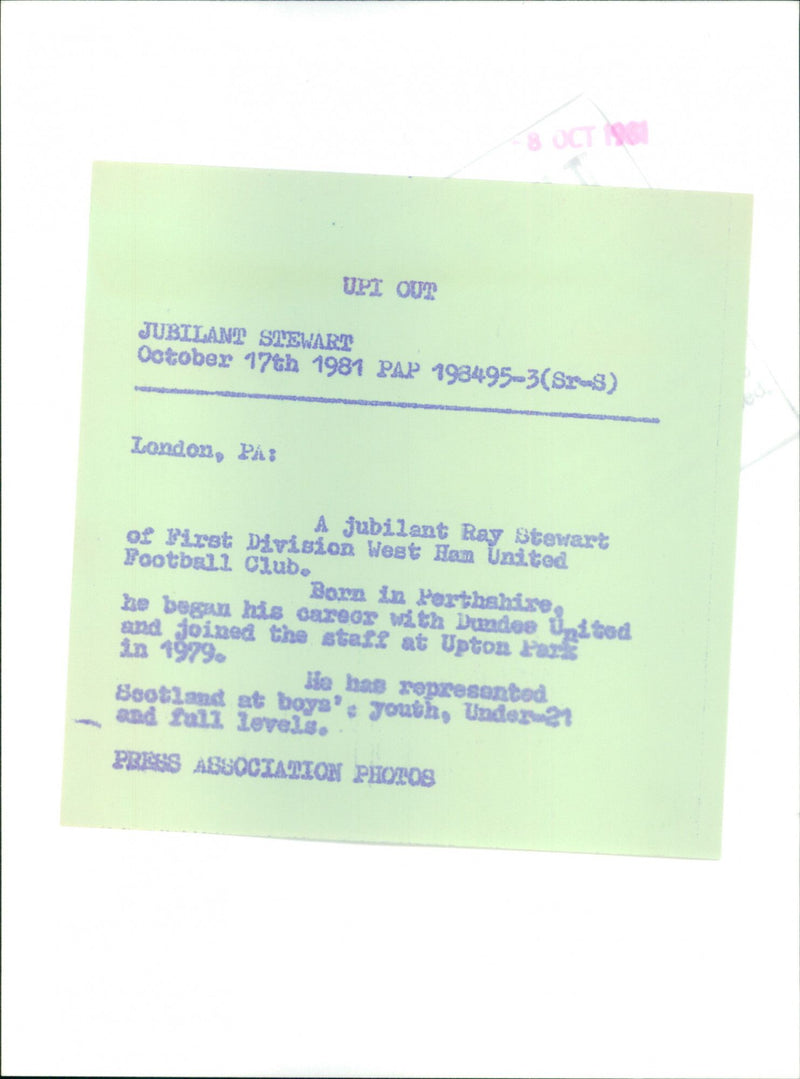 8 OCT 1981
UPI OUT
JUBILANT STEWART
October 17th 1981 PAP 198495-3(Sr-S)
London, PA:
A jubilant Ray Stewart
of First Division West Ham United
Football Club.
Born in Perthshire,
he began his career with Dundee United
and joined the staff at Upton Park
in 1979.
He has represented
Scotland at boys': youth, Under-21
and full levels.
PRESS ASSOCIATION PHOTOS